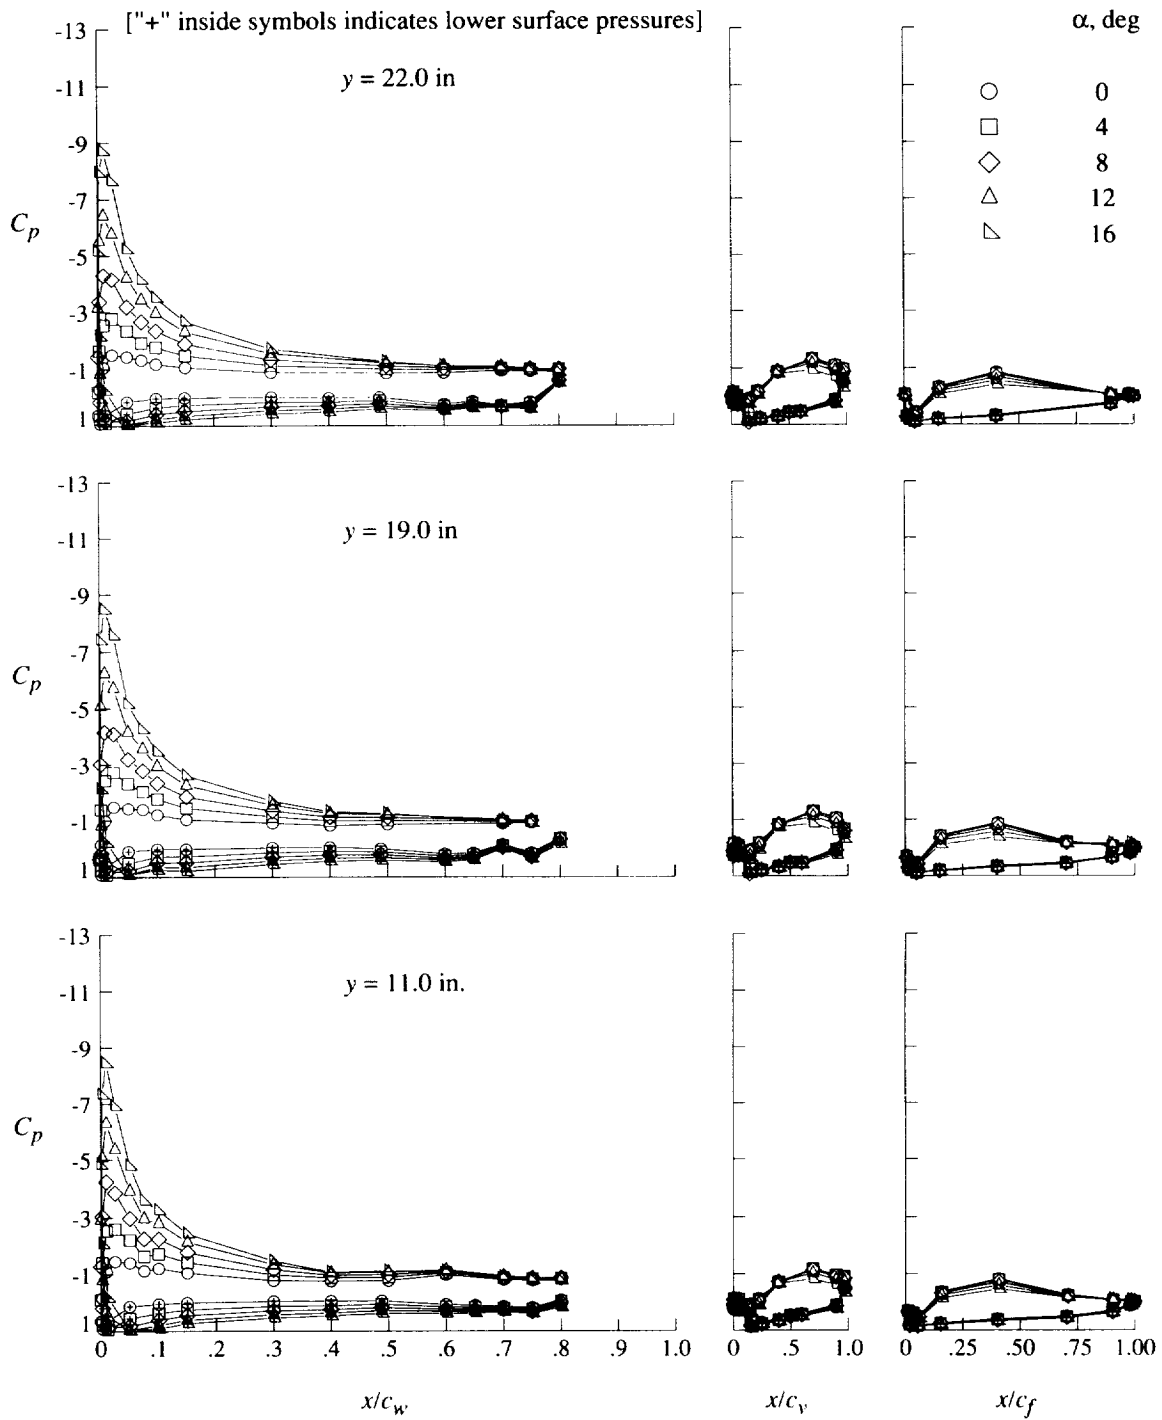 ["+" inside symbols indicates lower surface pressures]
α, deg
-13
-11
-9
-7
-5
-3
-1
1
C_p
y = 22.0 in
0
4
8
12
16
-13
-11
-9
-7
-5
-3
-1
1
C_p
y = 19.0 in
-13
-11
-9
-7
-5
-3
-1
1
C_p
y = 11.0 in.
0 .1 .2 .3 .4 .5 .6 .7 .8 .9 1.0
0 .5 1.0
0 .25 .50 .75 1.00
x/c_w
x/c_v
x/c_f